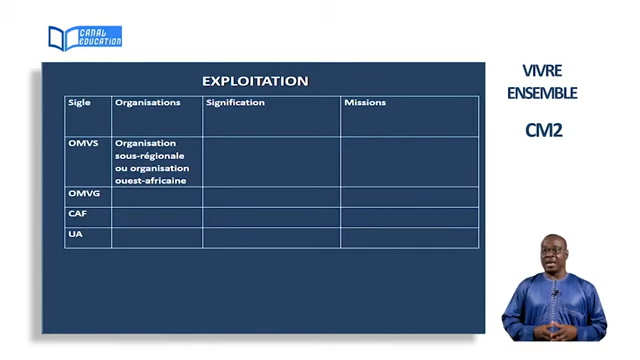 CANAL
EDUCATION
EXPLOITATION
Sigle Organisations Signification Missions
OMVS Organisation
sous-régionale
ou organisation
ouest-africaine
OMVG
CAF
UA
VIVRE
ENSEMBLE
CM2